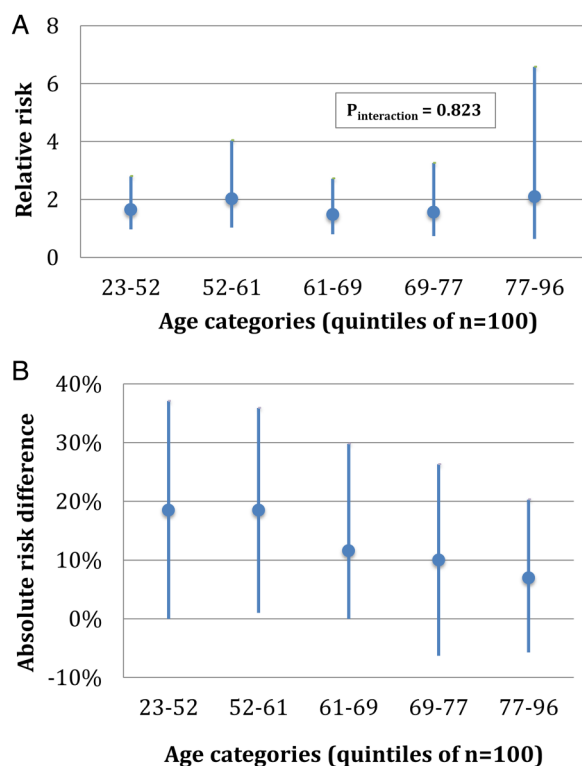 A
8
6
4
2
0
Relative risk
P interaction = 0.823
23-52 52-61 61-69 69-77 77-96
Age categories (quintiles of n=100)
B
40%
30%
20%
10%
0%
-10%
Absolute risk difference
23-52 52-61 61-69 69-77 77-96
Age categories (quintiles of n=100)